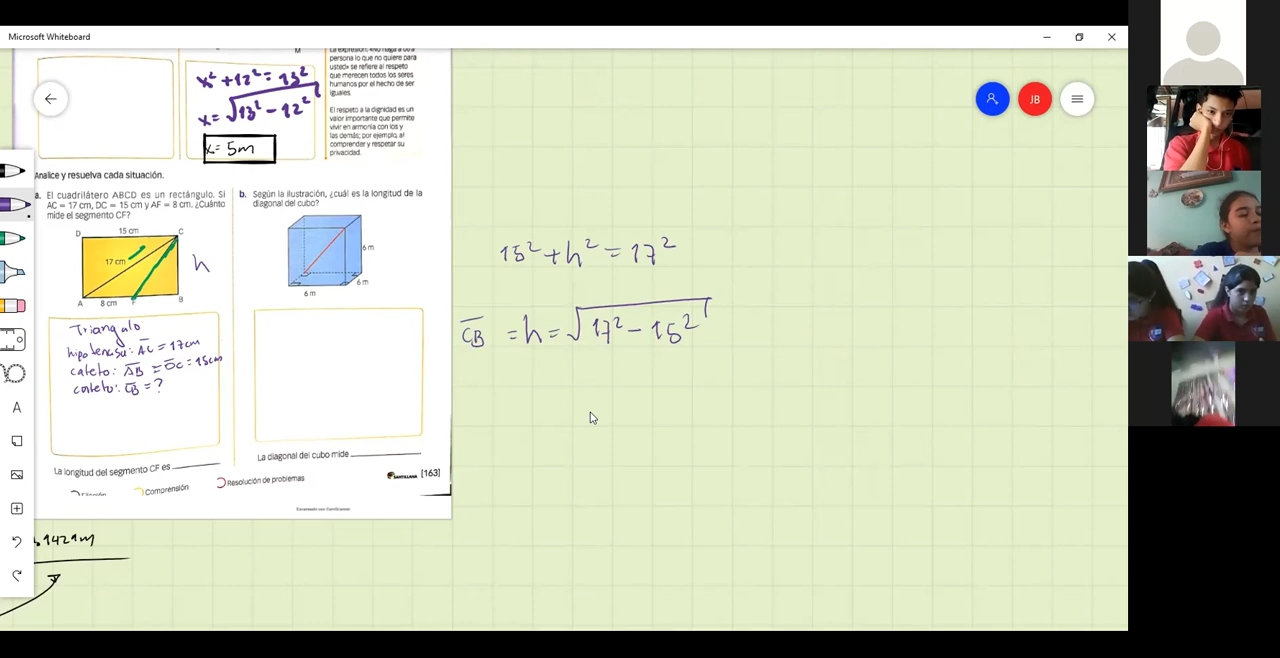 Microsoft Whiteboard
x² + 12² = 13²
x = √13² - 12²
x = 5m
persona lo que no quiere para
usted» se refiere al respeto
que merecen todos los seres
humanos por el hecho de ser
iguales.
El respeto a la dignidad es un
valor importante que permite
vivir en armonía con los y
las demás; por ejemplo, al
comprender y respetar su
privacidad.
JB
Analice y resuelva cada situación.
a. El cuadrilátero ABCD es un rectángulo. Si
AC = 17 cm, DC = 15 cm y AF = 8 cm. ¿Cuánto
mide el segmento CF?
D 15 cm C
17 cm
h
A 8 cm F B
Triangulo
hipotenusa: AC = 17cm
cateto: AB = DC = 15cm
cateto: CB = ?
La longitud del segmento CF es
b. Según la ilustración, ¿cuál es la longitud de la
diagonal del cubo?
6 m
6 m
6 m
La diagonal del cubo mide
Comprensión
Resolución de problemas
SANTILLANA [163]
15² + h² = 17²
CB = h = √17² - 15²
A